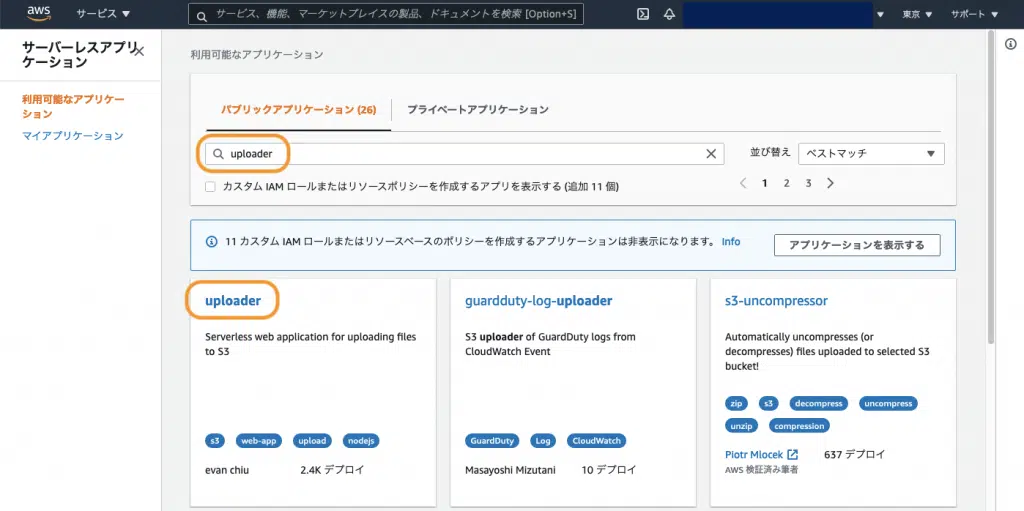 aws
サービス ▼
サービス、機能、マーケットプレイスの製品、ドキュメントを検索 [Option+S]
東京 ▼
サポート ▼
サーバーレスアプリ
ケーション
利用可能なアプリケー
ション
マイアプリケーション
利用可能なアプリケーション
パブリックアプリケーション (26)
プライベートアプリケーション
uploader
並び替え
ベストマッチ
カスタム IAM ロールまたはリソースポリシーを作成するアプリを表示する (追加 11 個)
1 2 3
11 カスタム IAM ロールまたはリソースベースのポリシーを作成するアプリケーションは非表示になります。 Info
アプリケーションを表示する
uploader
Serverless web application for uploading files
to S3
s3 web-app upload nodejs
evan chiu 2.4K デプロイ
guardduty-log-uploader
S3 uploader of GuardDuty logs from
CloudWatch Event
GuardDuty Log CloudWatch
Masayoshi Mizutani 10 デプロイ
s3-uncompressor
Automatically uncompresses (or
decompresses) files uploaded to selected S3
bucket!
zip s3 decompress uncompress
unzip compression
Piotr Mlocek 637 デプロイ
AWS 検証済み筆者